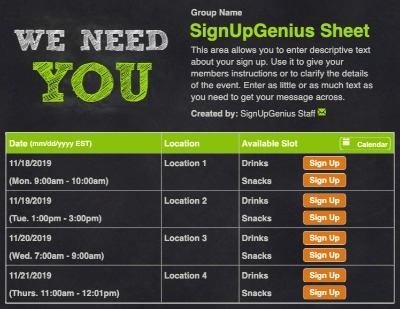 WE NEED
YOU
Group Name
SignUpGenius Sheet
This area allows you to enter descriptive text
about your sign up. Use it to give your
members instructions or to clarify the details
of the event. Enter as little or as much text as
you need to get your message across.
Created by: SignUpGenius Staff
Date (mm/dd/yyyy EST) Location Available Slot Calendar
11/18/2019 Location 1 Drinks Sign Up
(Mon. 9:00am - 10:00am) Snacks Sign Up
11/19/2019 Location 2 Drinks Sign Up
(Tue. 1:00pm - 3:00pm) Snacks Sign Up
11/20/2019 Location 3 Drinks Sign Up
(Wed. 7:00am - 9:00am) Snacks Sign Up
11/21/2019 Location 4 Drinks Sign Up
(Thurs. 11:00am - 12:01pm) Snacks Sign Up